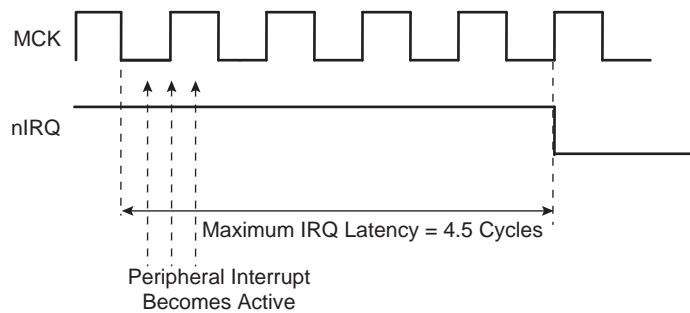 MCK
nIRQ
Maximum IRQ Latency = 4.5 Cycles
Peripheral Interrupt
Becomes Active